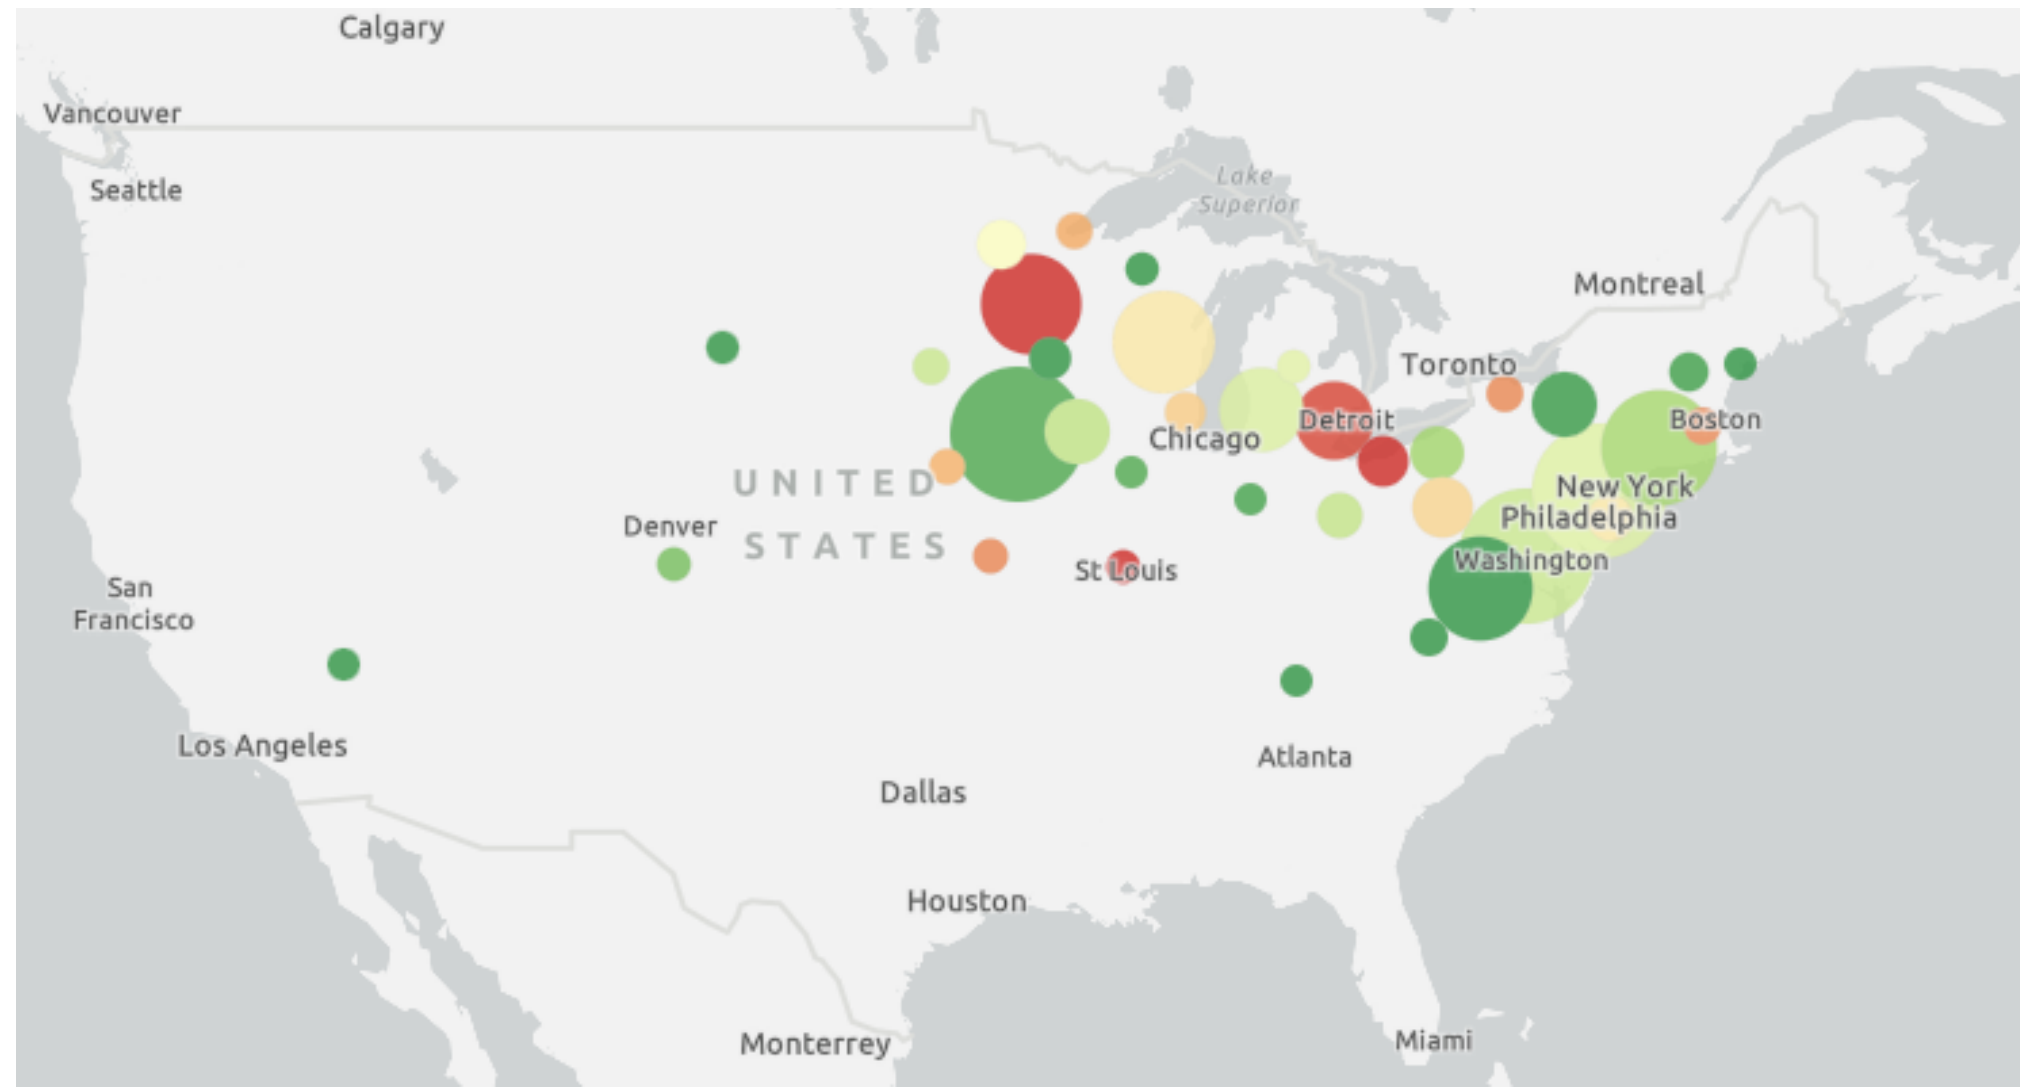 Calgary
Vancouver
Seattle
Lake
Superior
Montreal
Toronto
Boston
Detroit
Chicago
UNITED
STATES
New York
Philadelphia
Denver
Washington
St Louis
San
Francisco
Los Angeles
Atlanta
Dallas
Houston
Monterrey
Miami